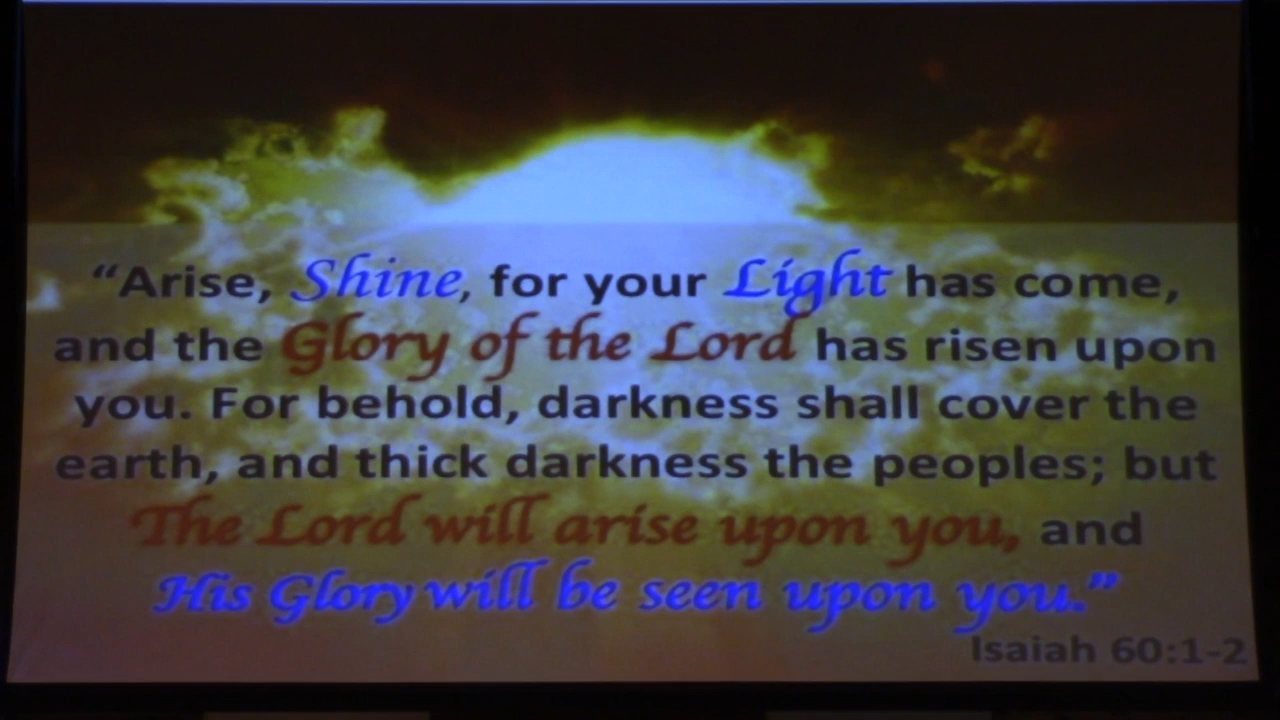 “Arise, Shine, for your Light has come,
and the Glory of the Lord has risen upon
you. For behold, darkness shall cover the
earth, and thick darkness the peoples; but
The Lord will arise upon you, and
His Glory will be seen upon you.”
Isaiah 60:1-2